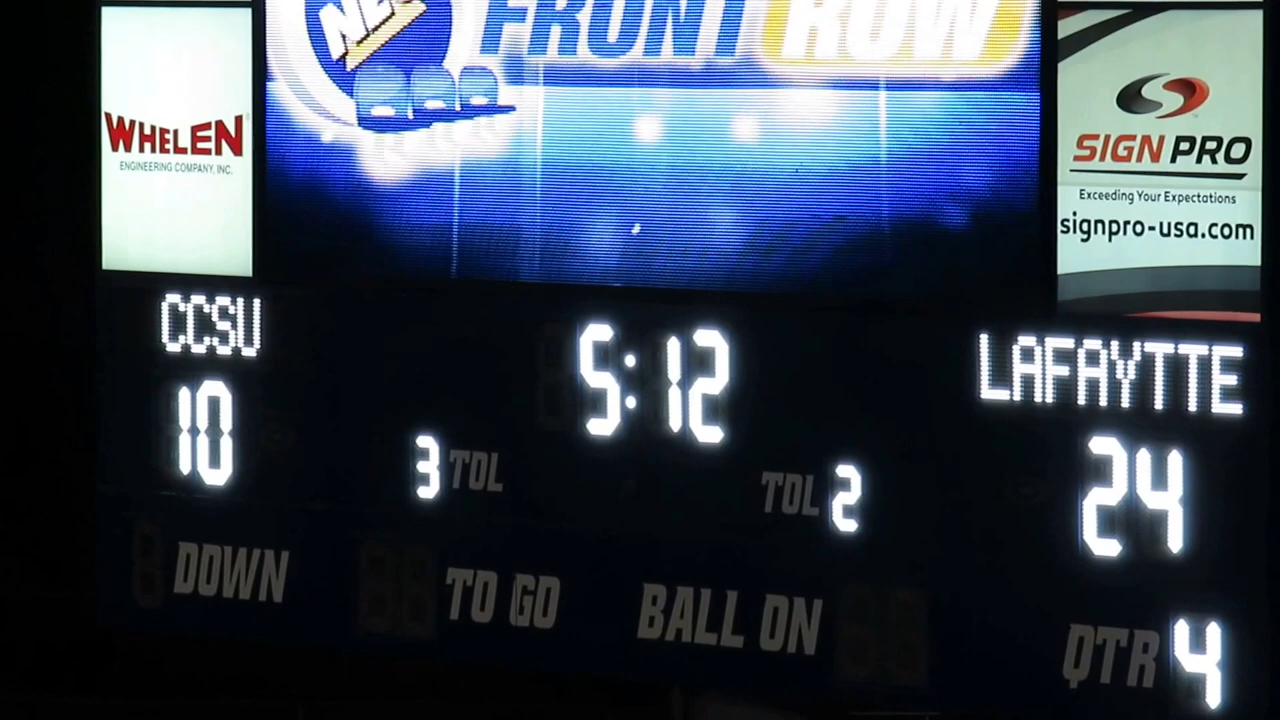 NEC FRONT ROW
WHELEN
ENGINEERING COMPANY, INC.
SIGN PRO
Exceeding Your Expectations
signpro-usa.com
CCSU
5:12
LAFAYTTE
10
3 TOL
TOL 2
24
DOWN
TO GO
BALL ON
QTR 4